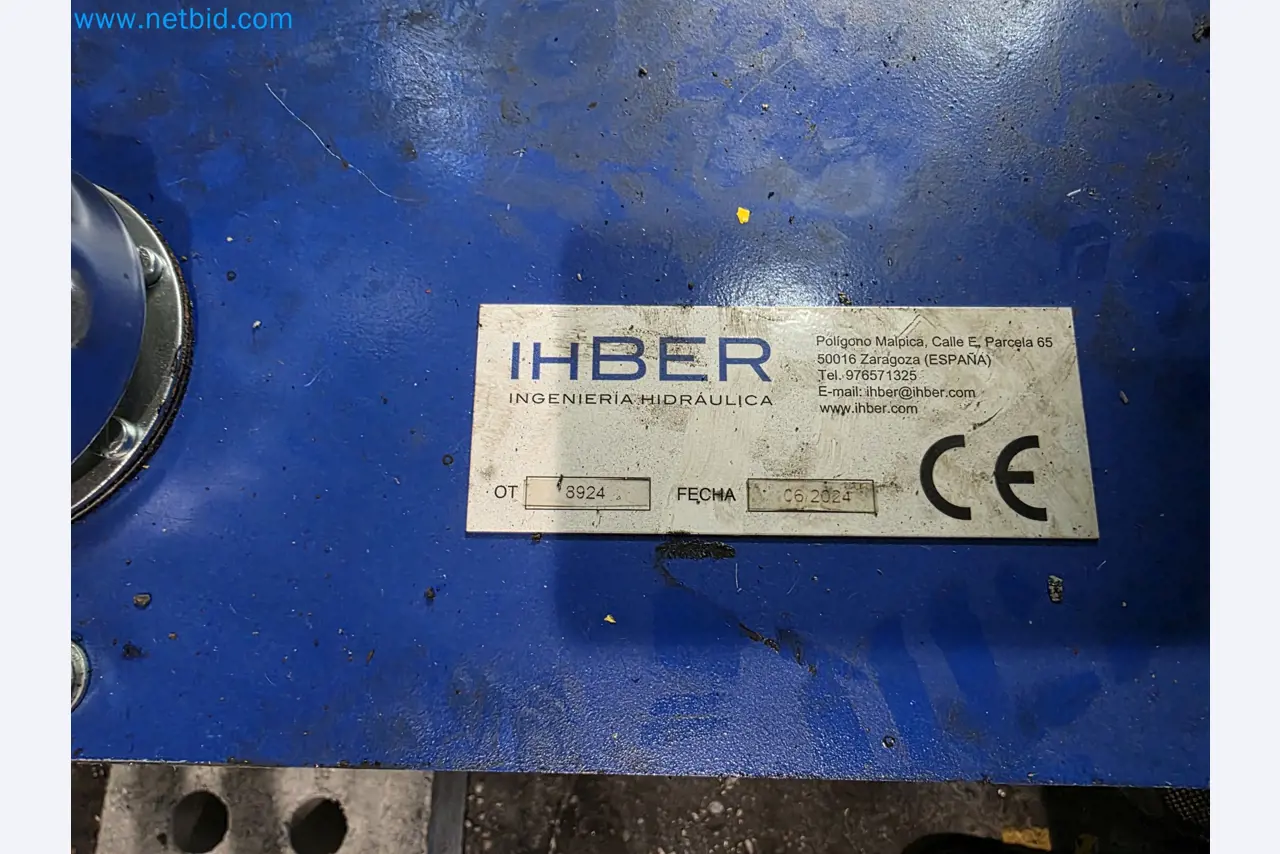 www.netbid.com
IHBER
INGENIERÍA HIDRÁULICA
Polígono Malpica, Calle E, Parcela 65
50016 Zaragoza (ESPAÑA)
Tel. 976571325
E-mail: ihber@ihber.com
www.ihber.com
OT 8924 FECHA 06.2024
CE